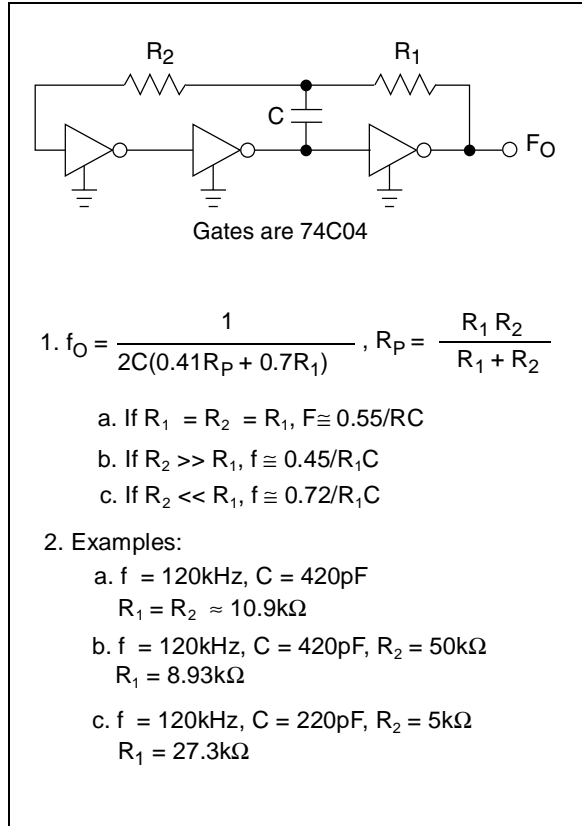 R2
R1
C
FO
Gates are 74C04
1. fO = 1 / 2C(0.41RP + 0.7R1) , RP = R1 R2 / R1 + R2
a. If R1 = R2 = R1, F≅ 0.55/RC
b. If R2 >> R1, f ≅ 0.45/R1C
c. If R2 << R1, f ≅ 0.72/R1C
2. Examples:
a. f = 120kHz, C = 420pF
R1 = R2 ≈ 10.9kΩ
b. f = 120kHz, C = 420pF, R2 = 50kΩ
R1 = 8.93kΩ
c. f = 120kHz, C = 220pF, R2 = 5kΩ
R1 = 27.3kΩ